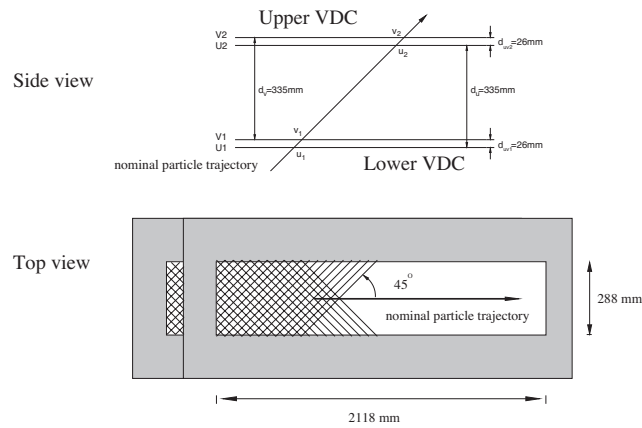 Upper VDC
Side view
V2
U2
v2
u2
d_uv2=26mm
d_v=335mm
d_u=335mm
V1
U1
v1
u1
d_uv1=26mm
nominal particle trajectory
Lower VDC
Top view
45°
nominal particle trajectory
288 mm
2118 mm